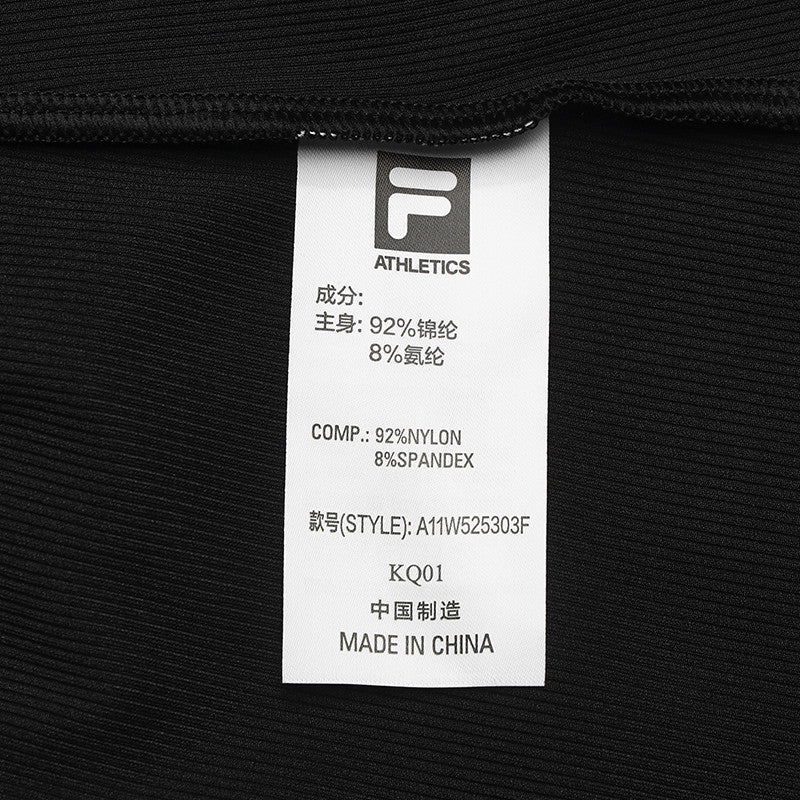 F
ATHLETICS
成分:
主身: 92%锦纶
8%氨纶
COMP.: 92%NYLON
8%SPANDEX
款号(STYLE): A11W525303F
KQ01
中国制造
MADE IN CHINA